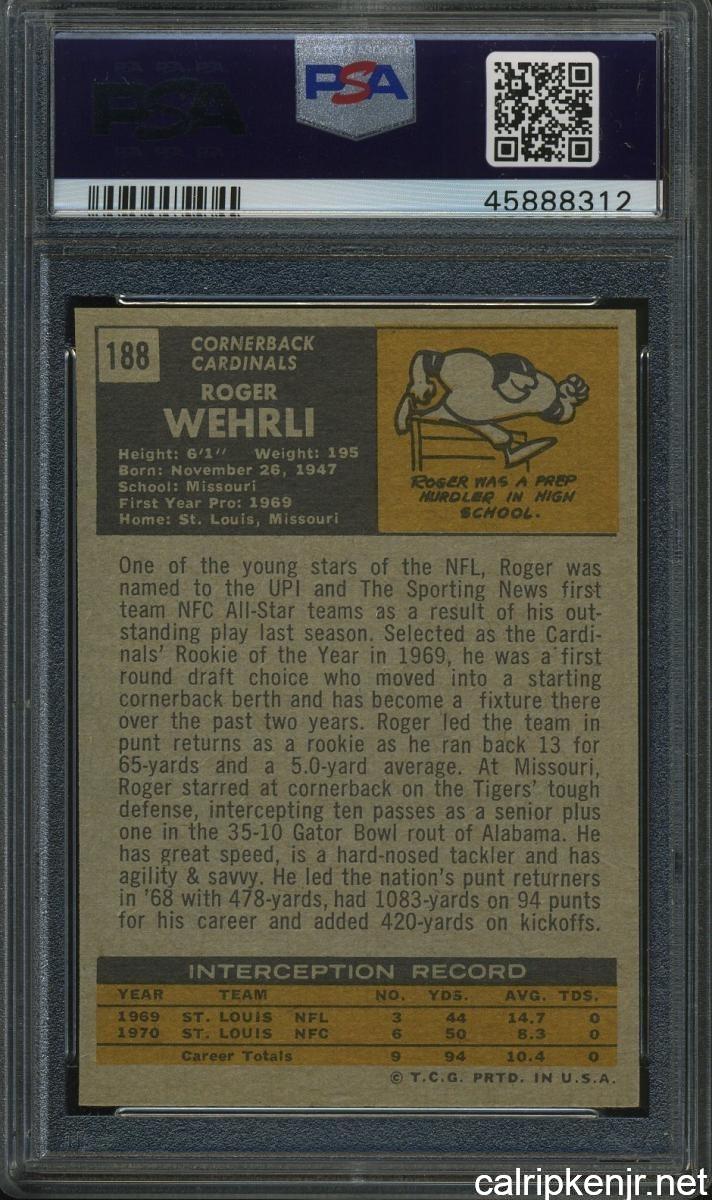 PSA
PSA
45888312
188
CORNERBACK
CARDINALS
ROGER
WEHRLI
Height: 6'1" Weight: 195
Born: November 26, 1947
School: Missouri
First Year Pro: 1969
Home: St. Louis, Missouri
ROGER WAS A PREP
HURDLER IN HIGH
SCHOOL.
One of the young stars of the NFL, Roger was
named to the UPI and The Sporting News first
team NFC All-Star teams as a result of his out-
standing play last season. Selected as the Cardi-
nals' Rookie of the Year in 1969, he was a first
round draft choice who moved into a starting
cornerback berth and has become a fixture there
over the past two years. Roger led the team in
punt returns as a rookie as he ran back 13 for
65-yards and a 5.0-yard average. At Missouri,
Roger starred at cornerback on the Tigers' tough
defense, intercepting ten passes as a senior plus
one in the 35-10 Gator Bowl rout of Alabama. He
has great speed, is a hard-nosed tackler and has
agility & savvy. He led the nation's punt returners
in '68 with 478-yards, had 1083-yards on 94 punts
for his career and added 420-yards on kickoffs.
INTERCEPTION RECORD
YEAR TEAM NO. YDS. AVG. TDS.
1969 ST. LOUIS NFL 3 44 14.7 0
1970 ST. LOUIS NFC 6 50 8.3 0
Career Totals 9 94 10.4 0
© T.C.G. PRTD. IN U.S.A.
calripkenjr.net